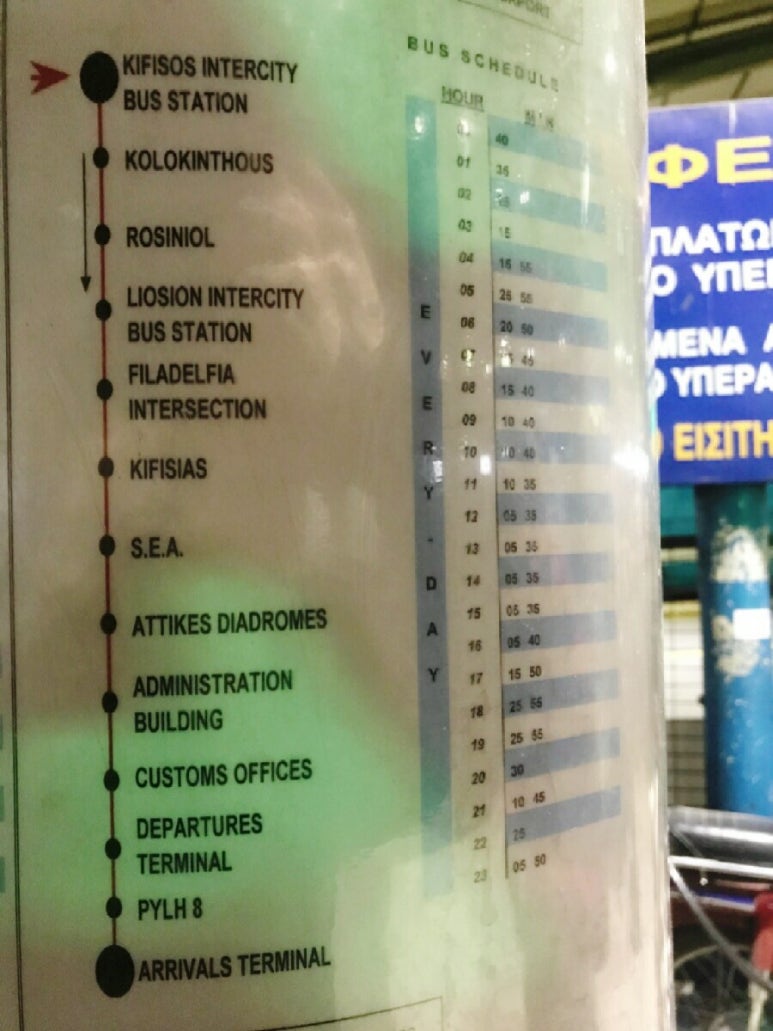 KIFISOS INTERCITY
BUS STATION
KOLOKINTHOUS
ROSINIOL
LIOSION INTERCITY
BUS STATION
FILADELFIA
INTERSECTION
KIFISIAS
S.E.A.
ATTIKES DIADROMES
ADMINISTRATION
BUILDING
CUSTOMS OFFICES
DEPARTURES
TERMINAL
PYLH 8
ARRIVALS TERMINAL
BUS SCHEDULE
HOUR MIN
EVERY-DAY
40
01 35
02
03 15
04 15 55
05 25 55
06 20 50
07 45
08 15 40
09 10 40
10 10 40
11 10 35
12 05 35
13 05 35
14 05 35
15 05 35
16 05 40
17 15 50
18 25 55
19 25 55
20 30
21 10 45
22 25
23 05 50
ΦΕ
ΠΛΑΤΩ
Ο ΥΠΕ
ΜΕΝΑ Α
Ο ΥΠΕΡΑ
ΕΙΣΙΤΗ